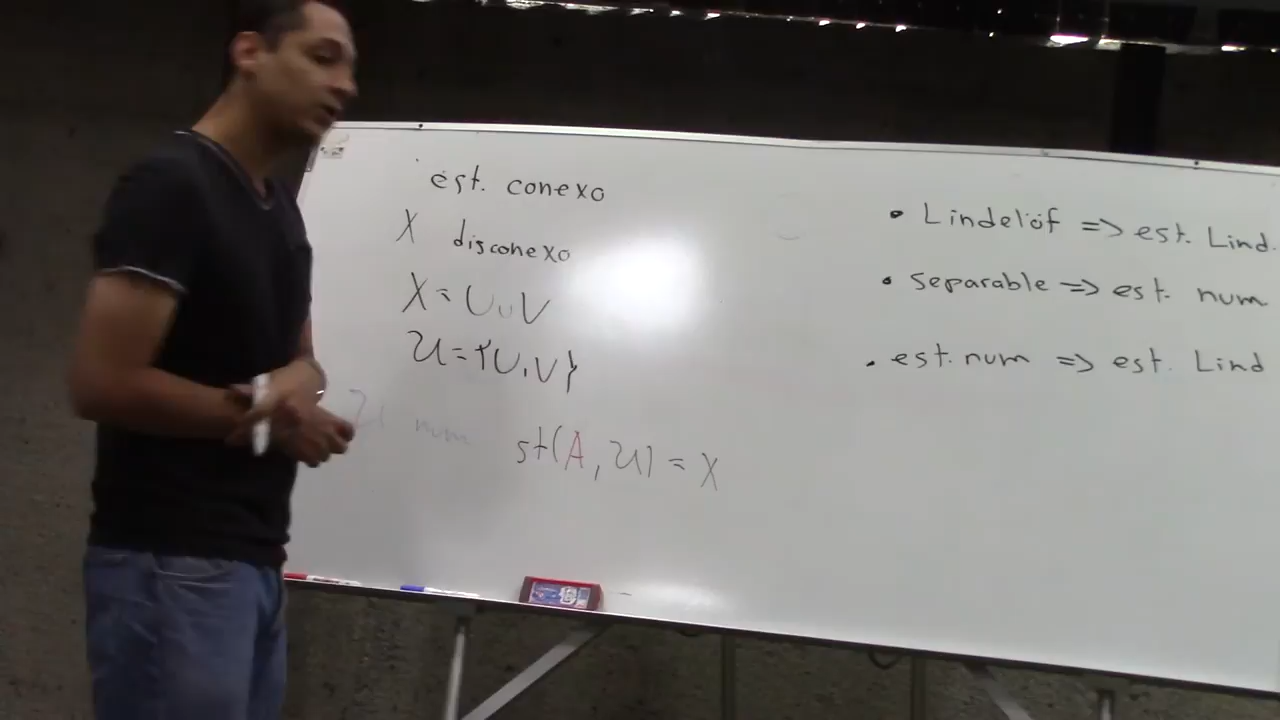 est. conexo
X disconexo
X = U ∪ V
𝒰 = {U, V}
num
st(A, 𝒰) = X
• Lindelöf => est. Lind.
• separable => est. num
• est. num => est. Lind